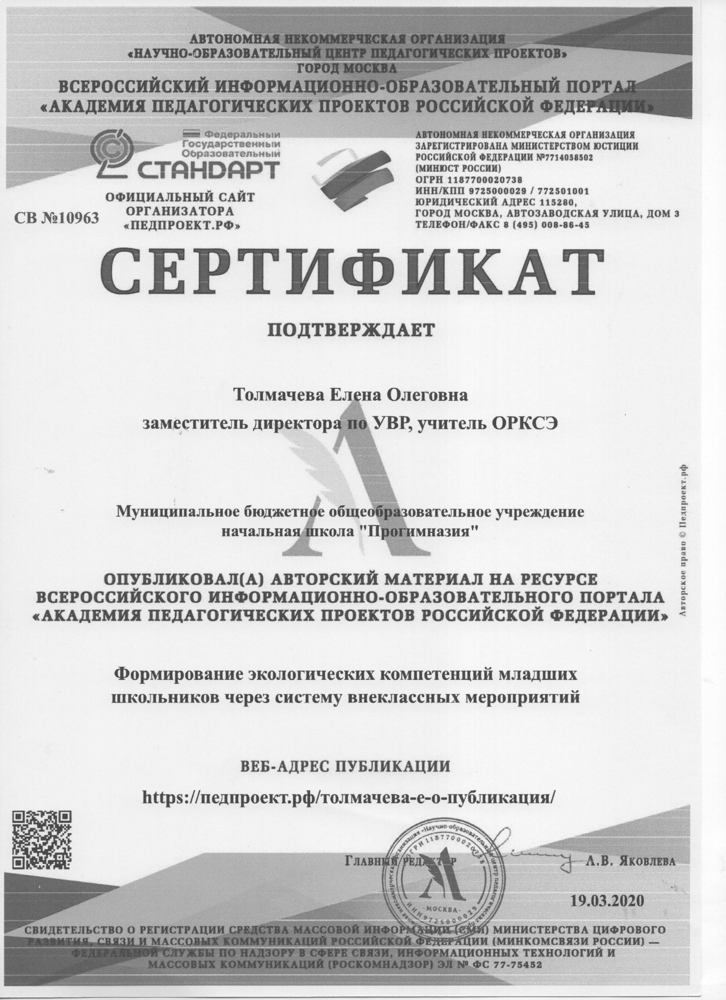 АВТОНОМНАЯ НЕКОММЕРЧЕСКАЯ ОРГАНИЗАЦИЯ
«НАУЧНО-ОБРАЗОВАТЕЛЬНЫЙ ЦЕНТР ПЕДАГОГИЧЕСКИХ ПРОЕКТОВ»
ГОРОД МОСКВА
ВСЕРОССИЙСКИЙ ИНФОРМАЦИОННО-ОБРАЗОВАТЕЛЬНЫЙ ПОРТАЛ
«АКАДЕМИЯ ПЕДАГОГИЧЕСКИХ ПРОЕКТОВ РОССИЙСКОЙ ФЕДЕРАЦИИ»
Федеральный
Государственный
Образовательный
СТАНДАРТ
ОФИЦИАЛЬНЫЙ САЙТ
ОРГАНИЗАТОРА
«ПЕДПРОЕКТ.РФ»
СВ №10963
АВТОНОМНАЯ НЕКОММЕРЧЕСКАЯ ОРГАНИЗАЦИЯ
ЗАРЕГИСТРИРОВАНА МИНИСТЕРСТВОМ ЮСТИЦИИ
РОССИЙСКОЙ ФЕДЕРАЦИИ №7714058502
(МИНЮСТ РОССИИ)
ОГРН 1187700020738
ИНН/КПП 9725000029 / 772501001
ЮРИДИЧЕСКИЙ АДРЕС 115280,
ГОРОД МОСКВА, АВТОЗАВОДСКАЯ УЛИЦА, ДОМ 3
ТЕЛЕФОН/ФАКС 8 (495) 008-86-45
СЕРТИФИКАТ
ПОДТВЕРЖДАЕТ
Толмачева Елена Олеговна
заместитель директора по УВР, учитель ОРКСЭ
Муниципальное бюджетное общеобразовательное учреждение
начальная школа "Прогимназия"
ОПУБЛИКОВАЛ(А) АВТОРСКИЙ МАТЕРИАЛ НА РЕСУРСЕ
ВСЕРОССИЙСКОГО ИНФОРМАЦИОННО-ОБРАЗОВАТЕЛЬНОГО ПОРТАЛА
«АКАДЕМИЯ ПЕДАГОГИЧЕСКИХ ПРОЕКТОВ РОССИЙСКОЙ ФЕДЕРАЦИИ»
Авторское право © Педпроект.рф
Формирование экологических компетенций младших
школьников через систему внеклассных мероприятий
ВЕБ-АДРЕС ПУБЛИКАЦИИ
https://педпроект.рф/толмачева-е-о-публикация/
Главный редактор
А.В. Яковлева
некоммерческая организация «Научно-образовательный центр педагогических
ОГРН 1187700020738
·МОСКВА·
ИНН 9725000029
19.03.2020
СВИДЕТЕЛЬСТВО О РЕГИСТРАЦИИ СРЕДСТВА МАССОВОЙ ИНФОРМАЦИИ (СМИ) МИНИСТЕРСТВА ЦИФРОВОГО
РАЗВИТИЯ, СВЯЗИ И МАССОВЫХ КОММУНИКАЦИЙ РОССИЙСКОЙ ФЕДЕРАЦИИ (МИНКОМСВЯЗИ РОССИИ) —
ФЕДЕРАЛЬНОЙ СЛУЖБЫ ПО НАДЗОРУ В СФЕРЕ СВЯЗИ, ИНФОРМАЦИОННЫХ ТЕХНОЛОГИЙ И
МАССОВЫХ КОММУНИКАЦИЙ (РОСКОМНАДЗОР) ЭЛ № ФС 77-75452